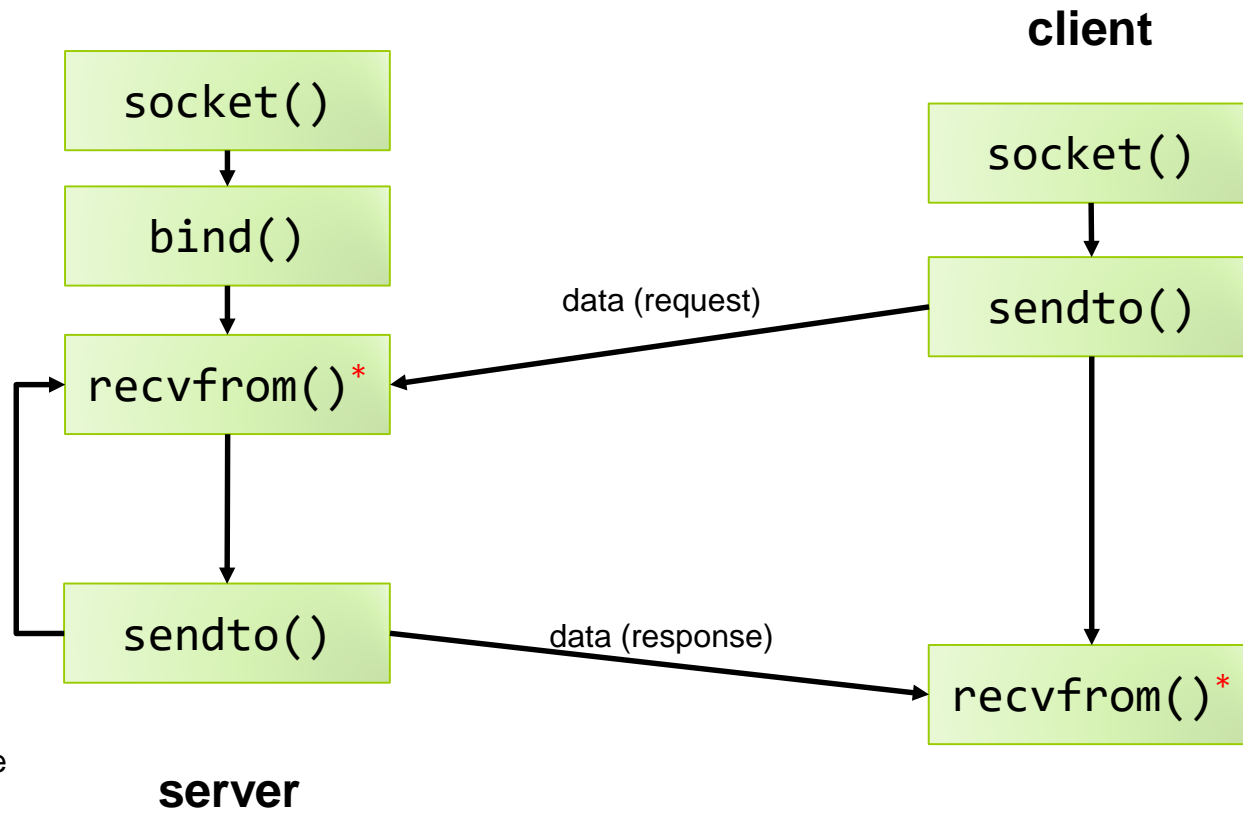 client
socket()
socket()
bind()
data (request)
sendto()
recvfrom()*
sendto()
data (response)
recvfrom()*
e
server